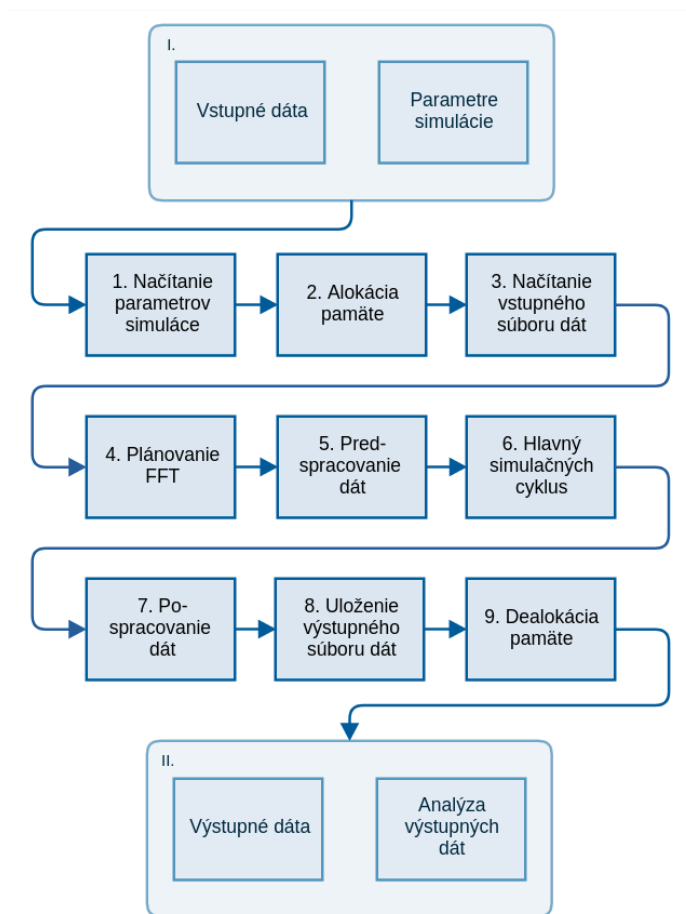 I.
Vstupné dáta
Parametre
simulácie
1. Načítanie
parametrov
simuláce
2. Alokácia
pamäte
3. Načítanie
vstupného
súboru dát
4. Plánovanie
FFT
5. Pred-
spracovanie
dát
6. Hlavný
simulačných
cyklus
7. Po-
spracovanie
dát
8. Uloženie
výstupného
súboru dát
9. Dealokácia
pamäte
II.
Výstupné dáta
Analýza
výstupných
dát